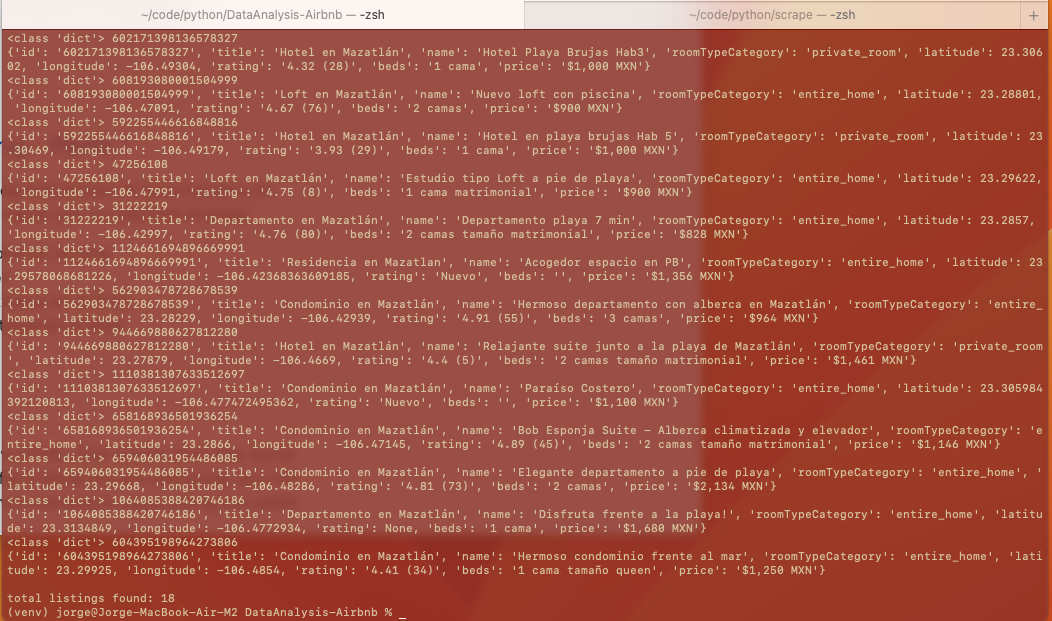 ~/code/python/DataAnalysis-Airbnb — -zsh
~/code/python/scrape — -zsh
+
<class 'dict'> 602171398136578327
{'id': '602171398136578327', 'title': 'Hotel en Mazatlán', 'name': 'Hotel Playa Brujas Hab3', 'roomTypeCategory': 'private_room', 'latitude': 23.306
02, 'longitude': -106.49304, 'rating': '4.32 (28)', 'beds': '1 cama', 'price': '$1,000 MXN'}
<class 'dict'> 608193080001504999
{'id': '608193080001504999', 'title': 'Loft en Mazatlán', 'name': 'Nuevo loft con piscina', 'roomTypeCategory': 'entire_home', 'latitude': 23.28801,
 'longitude': -106.47091, 'rating': '4.67 (76)', 'beds': '2 camas', 'price': '$900 MXN'}
<class 'dict'> 592255446616848816
{'id': '592255446616848816', 'title': 'Hotel en Mazatlán', 'name': 'Hotel en playa brujas Hab 5', 'roomTypeCategory': 'private_room', 'latitude': 23
.30469, 'longitude': -106.49179, 'rating': '3.93 (29)', 'beds': '1 cama', 'price': '$1,000 MXN'}
<class 'dict'> 47256108
{'id': '47256108', 'title': 'Loft en Mazatlán', 'name': 'Estudio tipo Loft a pie de playa', 'roomTypeCategory': 'entire_home', 'latitude': 23.29622,
 'longitude': -106.47991, 'rating': '4.75 (8)', 'beds': '1 cama matrimonial', 'price': '$900 MXN'}
<class 'dict'> 31222219
{'id': '31222219', 'title': 'Departamento en Mazatlán', 'name': 'Departamento playa 7 min', 'roomTypeCategory': 'entire_home', 'latitude': 23.2857, 
'longitude': -106.42997, 'rating': '4.76 (80)', 'beds': '2 camas tamaño matrimonial', 'price': '$828 MXN'}
<class 'dict'> 1124661694896669991
{'id': '1124661694896669991', 'title': 'Residencia en Mazatlan', 'name': 'Acogedor espacio en PB', 'roomTypeCategory': 'entire_home', 'latitude': 23
.29578068681226, 'longitude': -106.42368363609185, 'rating': 'Nuevo', 'beds': '', 'price': '$1,356 MXN'}
<class 'dict'> 562903478728678539
{'id': '562903478728678539', 'title': 'Condominio en Mazatlán', 'name': 'Hermoso departamento con alberca en Mazatlán', 'roomTypeCategory': 'entire_
home', 'latitude': 23.28229, 'longitude': -106.42939, 'rating': '4.91 (55)', 'beds': '3 camas', 'price': '$964 MXN'}
<class 'dict'> 944669880627812280
{'id': '944669880627812280', 'title': 'Hotel en Mazatlán', 'name': 'Relajante suite junto a la playa de Mazatlán', 'roomTypeCategory': 'private_room
', 'latitude': 23.27879, 'longitude': -106.4669, 'rating': '4.4 (5)', 'beds': '2 camas tamaño matrimonial', 'price': '$1,461 MXN'}
<class 'dict'> 1110381307633512697
{'id': '1110381307633512697', 'title': 'Condominio en Mazatlán', 'name': 'Paraíso Costero', 'roomTypeCategory': 'entire_home', 'latitude': 23.305984
392120813, 'longitude': -106.477472495362, 'rating': 'Nuevo', 'beds': '', 'price': '$1,100 MXN'}
<class 'dict'> 658168936501936254
{'id': '658168936501936254', 'title': 'Condominio en Mazatlán', 'name': 'Bob Esponja Suite – Alberca climatizada y elevador', 'roomTypeCategory': 'e
ntire_home', 'latitude': 23.2866, 'longitude': -106.47145, 'rating': '4.89 (45)', 'beds': '2 camas tamaño matrimonial', 'price': '$1,146 MXN'}
<class 'dict'> 659406031954486085
{'id': '659406031954486085', 'title': 'Condominio en Mazatlán', 'name': 'Elegante departamento a pie de playa', 'roomTypeCategory': 'entire_home', '
latitude': 23.29668, 'longitude': -106.48286, 'rating': '4.81 (73)', 'beds': '2 camas', 'price': '$2,134 MXN'}
<class 'dict'> 1064085388420746186
{'id': '1064085388420746186', 'title': 'Departamento en Mazatlán', 'name': 'Disfruta frente a la playa!', 'roomTypeCategory': 'entire_home', 'latitu
de': 23.3134849, 'longitude': -106.4772934, 'rating': None, 'beds': '1 cama', 'price': '$1,680 MXN'}
<class 'dict'> 604395198964273806
{'id': '604395198964273806', 'title': 'Condominio en Mazatlán', 'name': 'Hermoso condominio frente al mar', 'roomTypeCategory': 'entire_home', 'lati
tude': 23.29925, 'longitude': -106.4854, 'rating': '4.41 (34)', 'beds': '1 cama tamaño queen', 'price': '$1,250 MXN'}
total listings found: 18
(venv) jorge@Jorge-MacBook-Air-M2 DataAnalysis-Airbnb % _